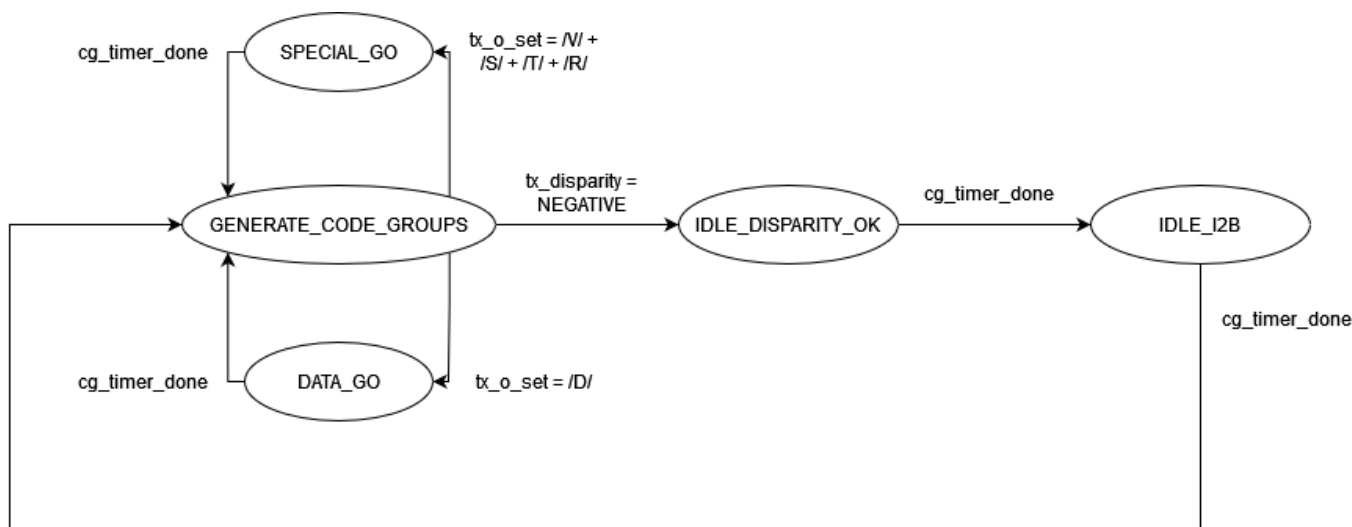 cg_timer_done
SPECIAL_GO
tx_o_set = /V/ +
/S/ + /T/ + /R/
GENERATE_CODE_GROUPS
tx_disparity =
NEGATIVE
IDLE_DISPARITY_OK
cg_timer_done
IDLE_I2B
cg_timer_done
cg_timer_done
DATA_GO
tx_o_set = /D/